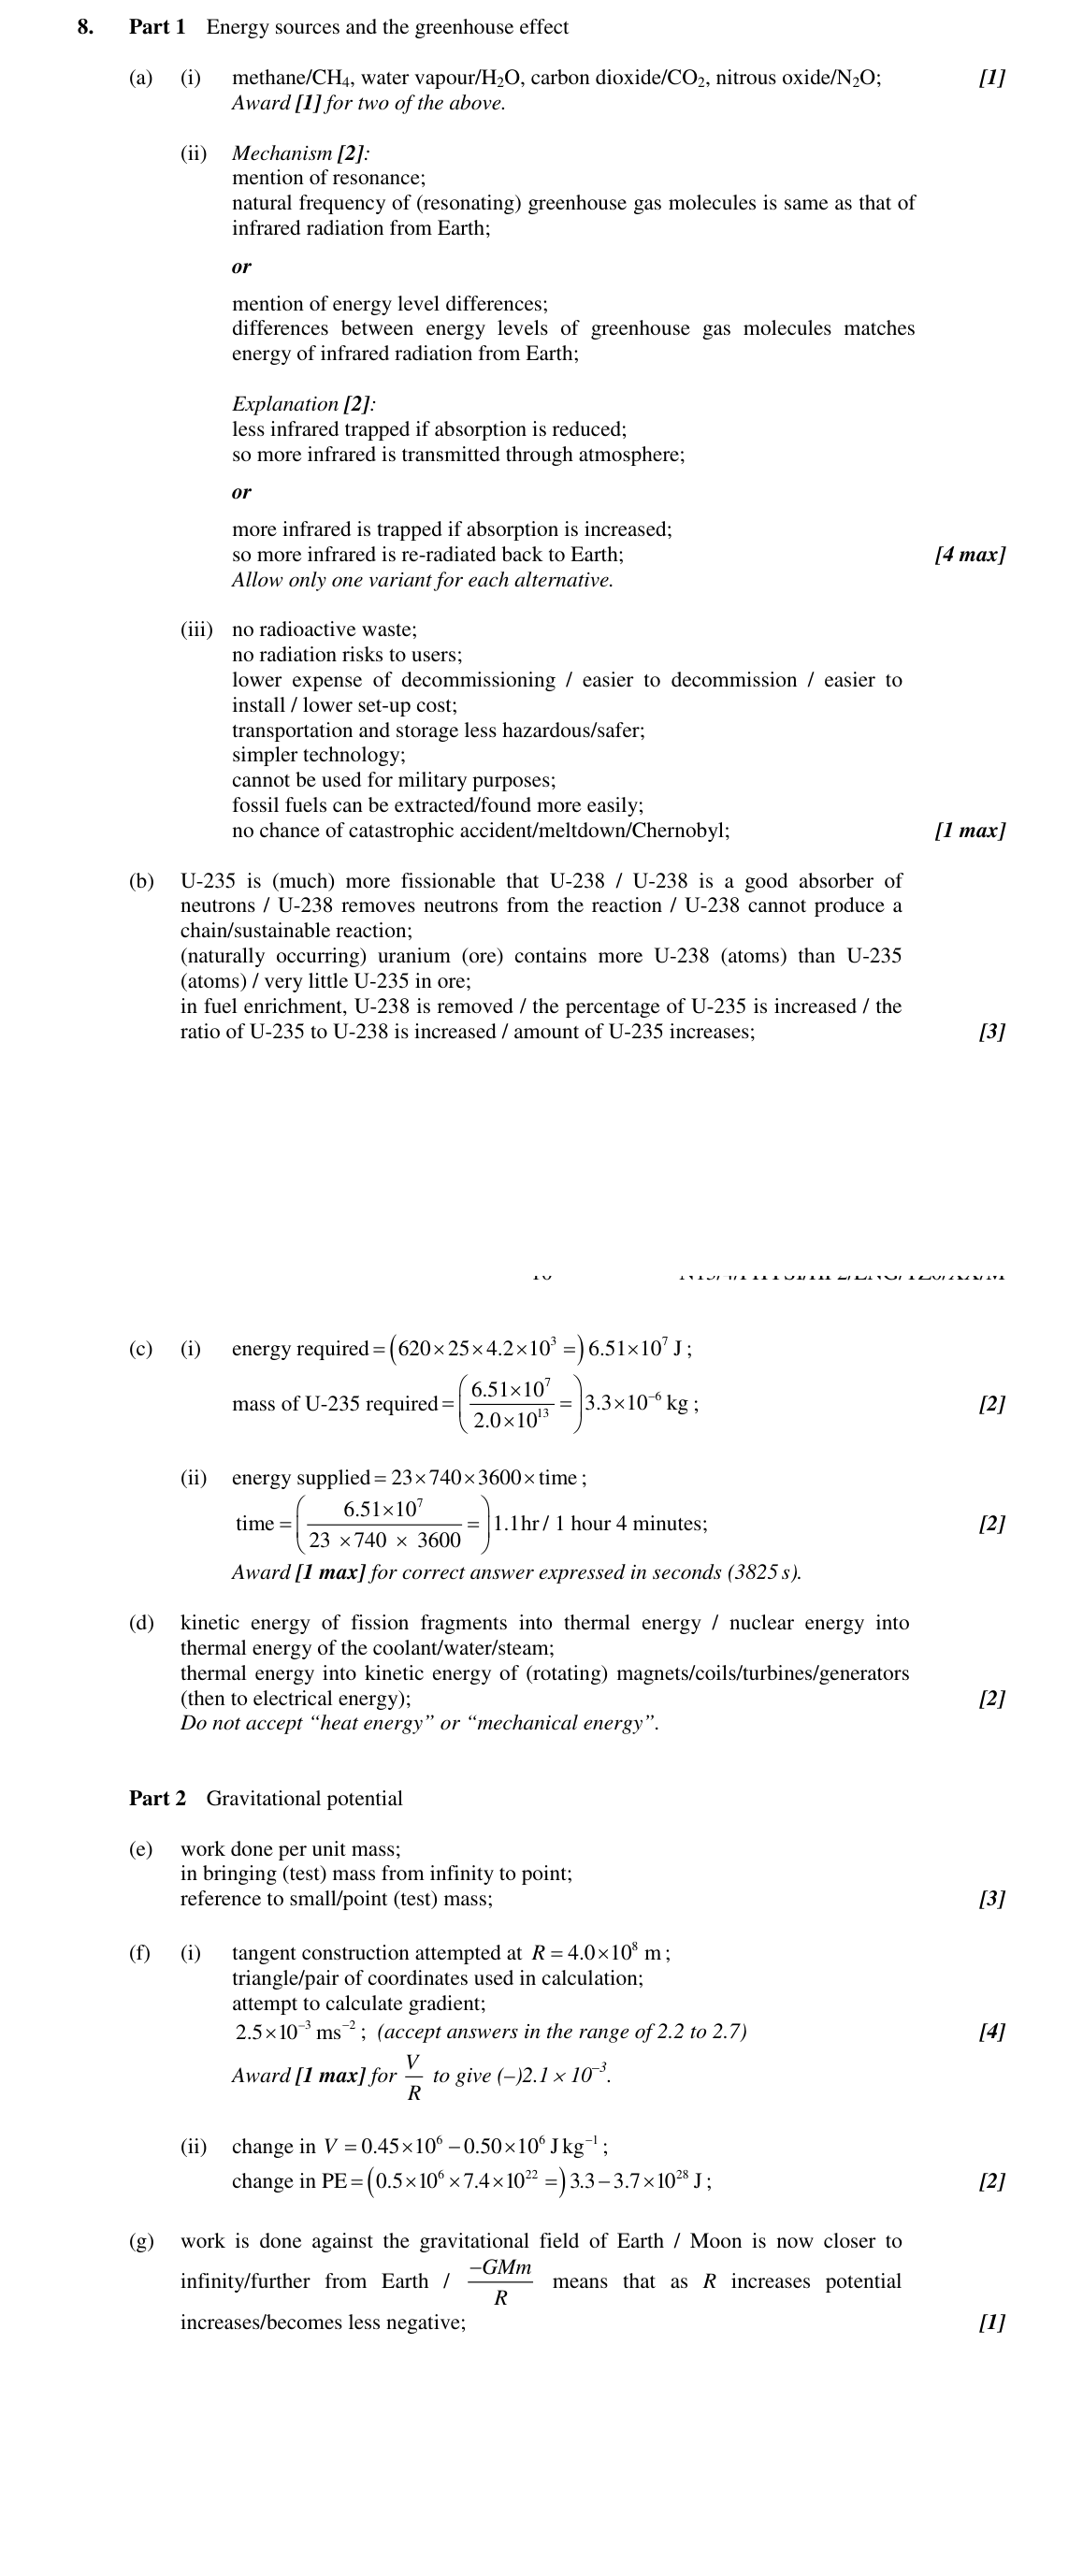 8. Part 1 Energy sources and the greenhouse effect
(a) (i) methane/CH₄, water vapour/H₂O, carbon dioxide/CO₂, nitrous oxide/N₂O; [1]
Award [1] for two of the above.
(ii) Mechanism [2]:
mention of resonance;
natural frequency of (resonating) greenhouse gas molecules is same as that of
infrared radiation from Earth;
or
mention of energy level differences;
differences between energy levels of greenhouse gas molecules matches
energy of infrared radiation from Earth;
Explanation [2]:
less infrared trapped if absorption is reduced;
so more infrared is transmitted through atmosphere;
or
more infrared is trapped if absorption is increased;
so more infrared is re-radiated back to Earth; [4 max]
Allow only one variant for each alternative.
(iii) no radioactive waste;
no radiation risks to users;
lower expense of decommissioning / easier to decommission / easier to
install / lower set-up cost;
transportation and storage less hazardous/safer;
simpler technology;
cannot be used for military purposes;
fossil fuels can be extracted/found more easily;
no chance of catastrophic accident/meltdown/Chernobyl; [1 max]
(b) U-235 is (much) more fissionable that U-238 / U-238 is a good absorber of
neutrons / U-238 removes neutrons from the reaction / U-238 cannot produce a
chain/sustainable reaction;
(naturally occurring) uranium (ore) contains more U-238 (atoms) than U-235
(atoms) / very little U-235 in ore;
in fuel enrichment, U-238 is removed / the percentage of U-235 is increased / the
ratio of U-235 to U-238 is increased / amount of U-235 increases; [3]
(c) (i) energy required = (620×25×4.2×10³ =) 6.51×10⁷ J ;
mass of U-235 required = (6.51×10⁷ / 2.0×10¹³ =) 3.3×10⁻⁶ kg ; [2]
(ii) energy supplied = 23×740×3600×time ;
time = (6.51×10⁷ / 23 ×740 × 3600 =) 1.1hr / 1 hour 4 minutes; [2]
Award [1 max] for correct answer expressed in seconds (3825 s).
(d) kinetic energy of fission fragments into thermal energy / nuclear energy into
thermal energy of the coolant/water/steam;
thermal energy into kinetic energy of (rotating) magnets/coils/turbines/generators
(then to electrical energy); [2]
Do not accept “heat energy” or “mechanical energy”.
Part 2 Gravitational potential
(e) work done per unit mass;
in bringing (test) mass from infinity to point;
reference to small/point (test) mass; [3]
(f) (i) tangent construction attempted at R = 4.0×10⁸ m ;
triangle/pair of coordinates used in calculation;
attempt to calculate gradient;
2.5×10⁻³ ms⁻² ; (accept answers in the range of 2.2 to 2.7) [4]
Award [1 max] for V/R to give (–)2.1 × 10⁻³.
(ii) change in V = 0.45×10⁶ – 0.50×10⁶ J kg⁻¹ ;
change in PE = (0.5×10⁶ ×7.4×10²² =) 3.3 – 3.7×10²⁸ J ; [2]
(g) work is done against the gravitational field of Earth / Moon is now closer to
infinity/further from Earth / –GMm/R means that as R increases potential
increases/becomes less negative; [1]